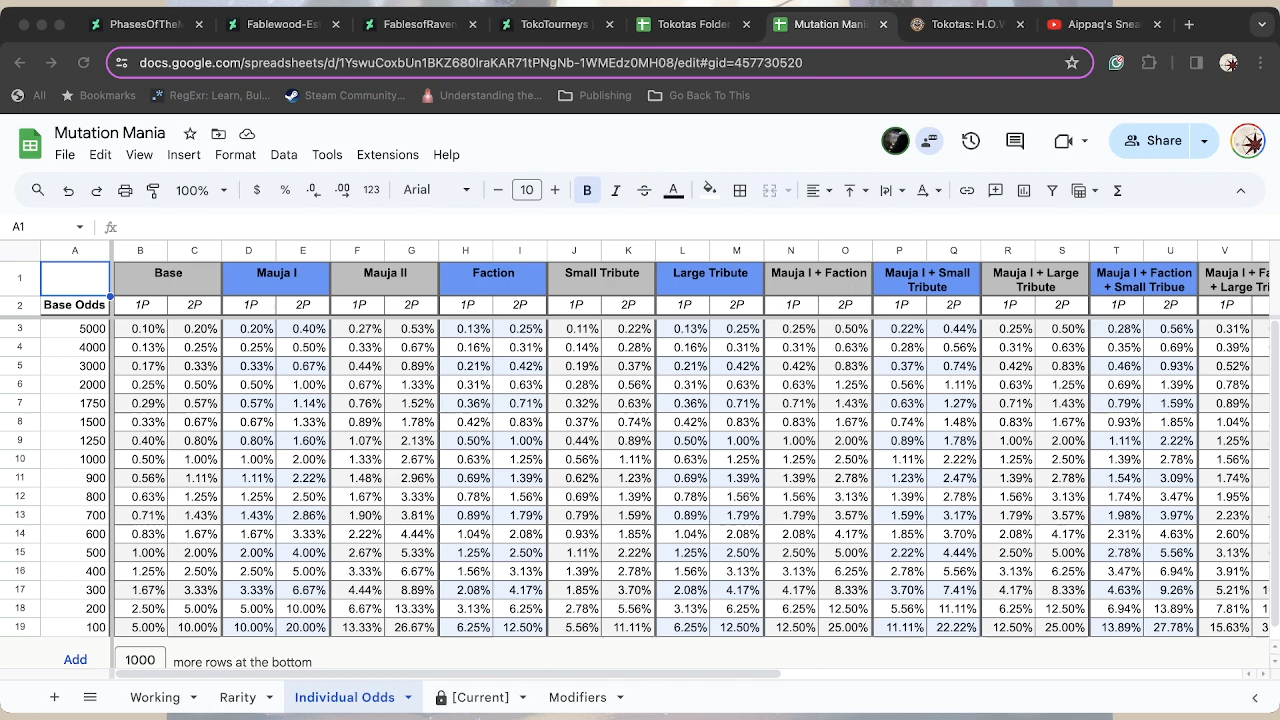 PhasesOfTheM
Fablewood-Es
FablesofRaven
TokoTourneys
Tokotas Folder
Mutation Mania
Tokotas: H.O.W
Aippaq's Snea
docs.google.com/spreadsheets/d/1YswuCoxbUn1BKZ680IraKAR71tPNgNb-1WMEdz0MH08/edit#gid=457730520
All Bookmarks RegExr: Learn, Bui... Steam Community... Understanding the... Publishing Go Back To This
Mutation Mania
File Edit View Insert Format Data Tools Extensions Help
Share
100% $ % .0 .00 123 Arial 10 B I A
A1 fx
A B C D E F G H I J K L M N O P Q R S T U V
1 Base Mauja I Mauja II Faction Small Tribute Large Tribute Mauja I + Faction Mauja I + Small Tribute Mauja I + Large Tribute Mauja I + Faction + Small Tribue Mauja I + Fa + Large Tri
2 Base Odds 1P 2P 1P 2P 1P 2P 1P 2P 1P 2P 1P 2P 1P 2P 1P 2P 1P 2P 1P 2P 1P
3 5000 0.10% 0.20% 0.20% 0.40% 0.27% 0.53% 0.13% 0.25% 0.11% 0.22% 0.13% 0.25% 0.25% 0.50% 0.22% 0.44% 0.25% 0.50% 0.28% 0.56% 0.31%
4 4000 0.13% 0.25% 0.25% 0.50% 0.33% 0.67% 0.16% 0.31% 0.14% 0.28% 0.16% 0.31% 0.31% 0.63% 0.28% 0.56% 0.31% 0.63% 0.35% 0.69% 0.39%
5 3000 0.17% 0.33% 0.33% 0.67% 0.44% 0.89% 0.21% 0.42% 0.19% 0.37% 0.21% 0.42% 0.42% 0.83% 0.37% 0.74% 0.42% 0.83% 0.46% 0.93% 0.52%
6 2000 0.25% 0.50% 0.50% 1.00% 0.67% 1.33% 0.31% 0.63% 0.28% 0.56% 0.31% 0.63% 0.63% 1.25% 0.56% 1.11% 0.63% 1.25% 0.69% 1.39% 0.78%
7 1750 0.29% 0.57% 0.57% 1.14% 0.76% 1.52% 0.36% 0.71% 0.32% 0.63% 0.36% 0.71% 0.71% 1.43% 0.63% 1.27% 0.71% 1.43% 0.79% 1.59% 0.89%
8 1500 0.33% 0.67% 0.67% 1.33% 0.89% 1.78% 0.42% 0.83% 0.37% 0.74% 0.42% 0.83% 0.83% 1.67% 0.74% 1.48% 0.83% 1.67% 0.93% 1.85% 1.04%
9 1250 0.40% 0.80% 0.80% 1.60% 1.07% 2.13% 0.50% 1.00% 0.44% 0.89% 0.50% 1.00% 1.00% 2.00% 0.89% 1.78% 1.00% 2.00% 1.11% 2.22% 1.25%
10 1000 0.50% 1.00% 1.00% 2.00% 1.33% 2.67% 0.63% 1.25% 0.56% 1.11% 0.63% 1.25% 1.25% 2.50% 1.11% 2.22% 1.25% 2.50% 1.39% 2.78% 1.56%
11 900 0.56% 1.11% 1.11% 2.22% 1.48% 2.96% 0.69% 1.39% 0.62% 1.23% 0.69% 1.39% 1.39% 2.78% 1.23% 2.47% 1.39% 2.78% 1.54% 3.09% 1.74%
12 800 0.63% 1.25% 1.25% 2.50% 1.67% 3.33% 0.78% 1.56% 0.69% 1.39% 0.78% 1.56% 1.56% 3.13% 1.39% 2.78% 1.56% 3.13% 1.74% 3.47% 1.95%
13 700 0.71% 1.43% 1.43% 2.86% 1.90% 3.81% 0.89% 1.79% 0.79% 1.59% 0.89% 1.79% 1.79% 3.57% 1.59% 3.17% 1.79% 3.57% 1.98% 3.97% 2.23%
14 600 0.83% 1.67% 1.67% 3.33% 2.22% 4.44% 1.04% 2.08% 0.93% 1.85% 1.04% 2.08% 2.08% 4.17% 1.85% 3.70% 2.08% 4.17% 2.31% 4.63% 2.60%
15 500 1.00% 2.00% 2.00% 4.00% 2.67% 5.33% 1.25% 2.50% 1.11% 2.22% 1.25% 2.50% 2.50% 5.00% 2.22% 4.44% 2.50% 5.00% 2.78% 5.56% 3.13%
16 400 1.25% 2.50% 2.50% 5.00% 3.33% 6.67% 1.56% 3.13% 1.39% 2.78% 1.56% 3.13% 3.13% 6.25% 2.78% 5.56% 3.13% 6.25% 3.47% 6.94% 3.91%
17 300 1.67% 3.33% 3.33% 6.67% 4.44% 8.89% 2.08% 4.17% 1.85% 3.70% 2.08% 4.17% 4.17% 8.33% 3.70% 7.41% 4.17% 8.33% 4.63% 9.26% 5.21% 1
18 200 2.50% 5.00% 5.00% 10.00% 6.67% 13.33% 3.13% 6.25% 2.78% 5.56% 3.13% 6.25% 6.25% 12.50% 5.56% 11.11% 6.25% 12.50% 6.94% 13.89% 7.81% 1
19 100 5.00% 10.00% 10.00% 20.00% 13.33% 26.67% 6.25% 12.50% 5.56% 11.11% 6.25% 12.50% 12.50% 25.00% 11.11% 22.22% 12.50% 25.00% 13.89% 27.78% 15.63% 3
Add 1000 more rows at the bottom
Working Rarity Individual Odds [Current] Modifiers